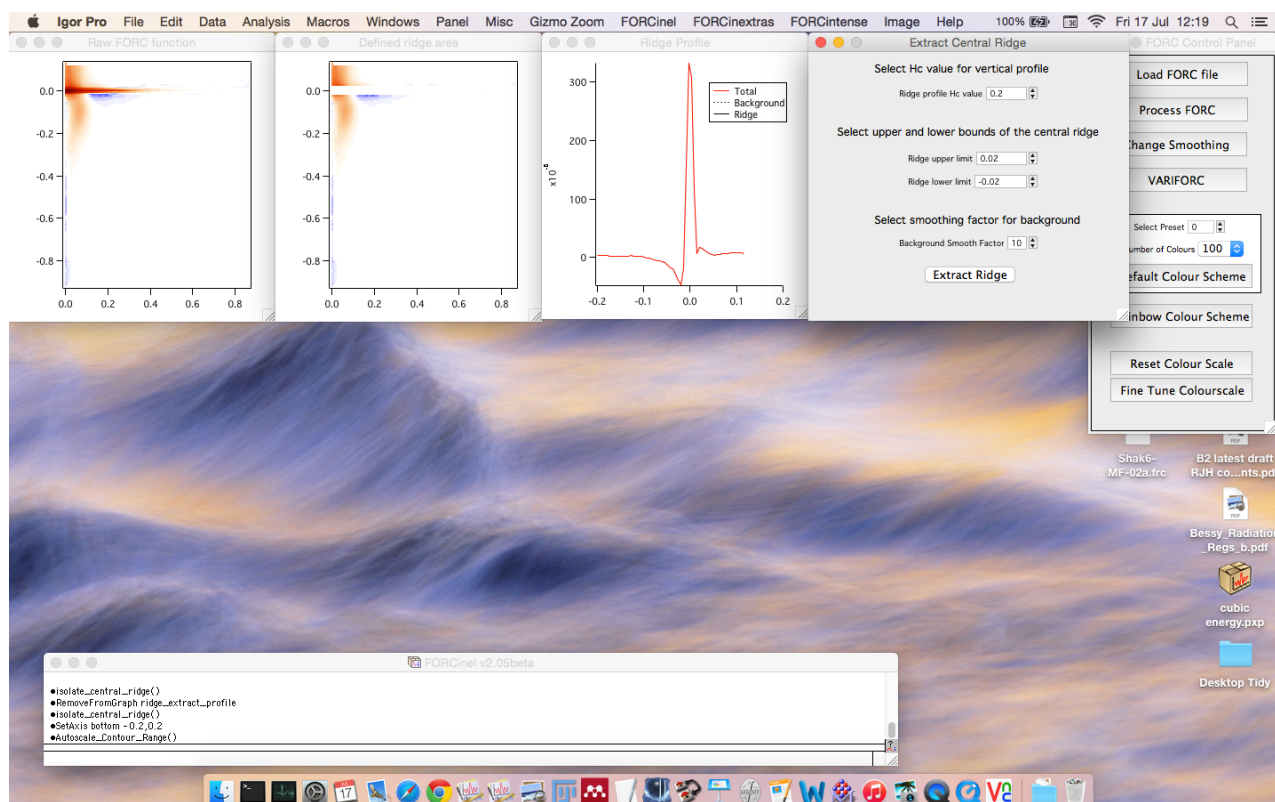 Igor Pro File Edit Data Analysis Macros Windows Panel Misc Gizmo Zoom FORCinel FORCinextras FORCintense Image Help 100% Fri 17 Jul 12:19
Raw FORC function
0.0
-0.2
-0.4
-0.6
-0.8
0.0 0.2 0.4 0.6 0.8
Defined ridge area
0.0
-0.2
-0.4
-0.6
-0.8
0.0 0.2 0.4 0.6 0.8
Ridge Profile
300
200
100
0
-0.2 -0.1 0.0 0.1 0.2
Total
Background
Ridge
Extract Central Ridge
Select Hc value for vertical profile
Ridge profile Hc value 0.2
Select upper and lower bounds of the central ridge
Ridge upper limit 0.02
Ridge lower limit -0.02
Select smoothing factor for background
Background Smooth Factor 10
Extract Ridge
FORC Control Panel
Load FORC file
Process FORC
Change Smoothing
VARIFORC
Select Preset 0
umber of Colours 100
efault Colour Scheme
inbow Colour Scheme
Reset Colour Scale
Fine Tune Colourscale
Shak6-
MF-02a.frc
B2 latest draft
RJH co...nts.pd
Bessy_Radiation
_Regs_b.pdf
cubic
energy.pxp
Desktop Tidy
FORCinel v2.05beta
•isolate_central_ridge()
•RemoveFromGraph ridge_extract_profile
•isolate_central_ridge()
•SetAxis bottom -0.2,0.2
•Autoscale_Contour_Range()